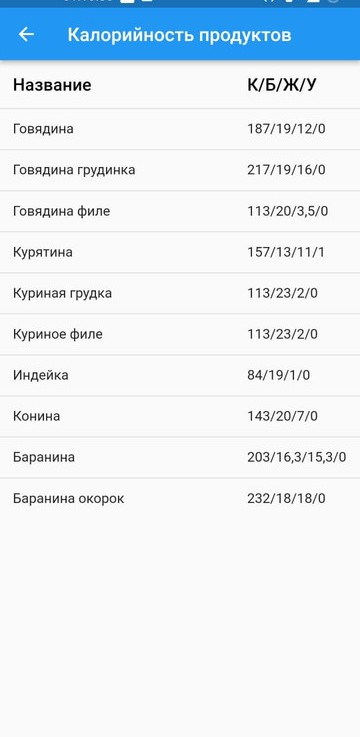 Калорийность продуктов
Название К/Б/Ж/У
Говядина 187/19/12/0
Говядина грудинка 217/19/16/0
Говядина филе 113/20/3,5/0
Курятина 157/13/11/1
Куриная грудка 113/23/2/0
Куриное филе 113/23/2/0
Индейка 84/19/1/0
Конина 143/20/7/0
Баранина 203/16,3/15,3/0
Баранина окорок 232/18/18/0